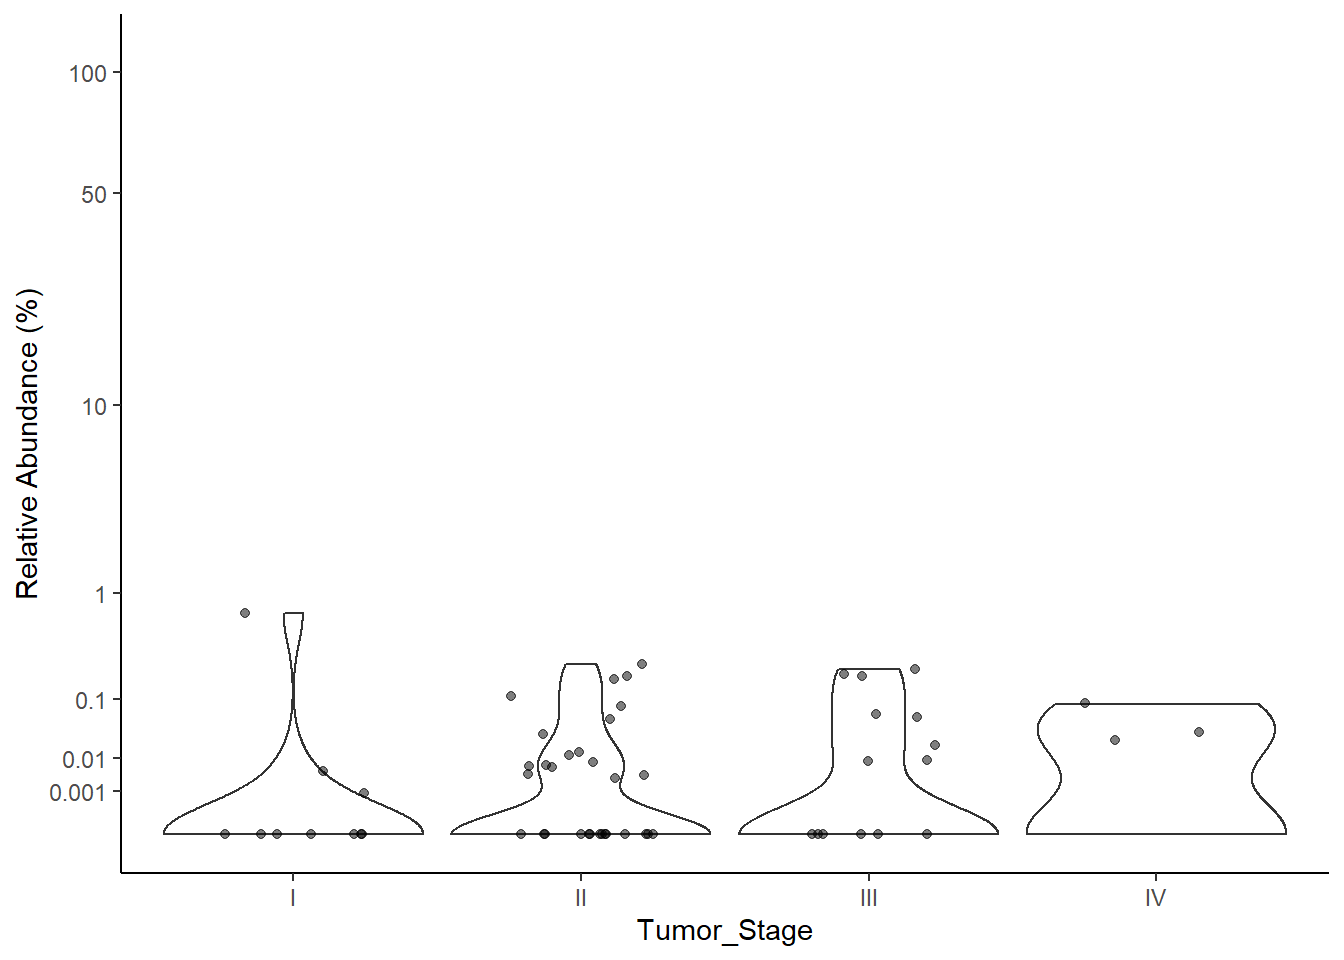 Relative Abundance (%)
100
50
10
1
0.1
0.01
0.001
I
II
III
IV
Tumor_Stage